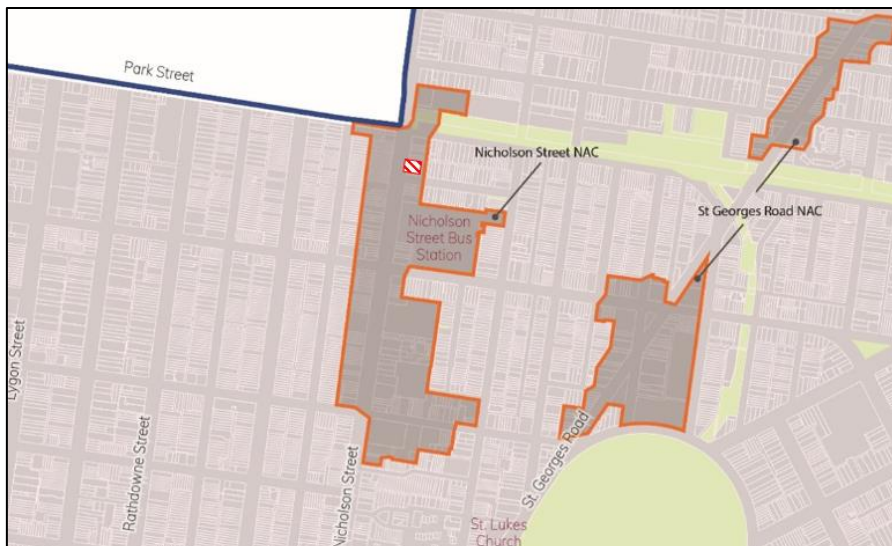 Park Street
Nicholson Street NAC
St Georges Road NAC
Nicholson
Street Bus
Station
Lygon Street
Rathdowne Street
Nicholson Street
St Georges Road
St. Lukes
Church